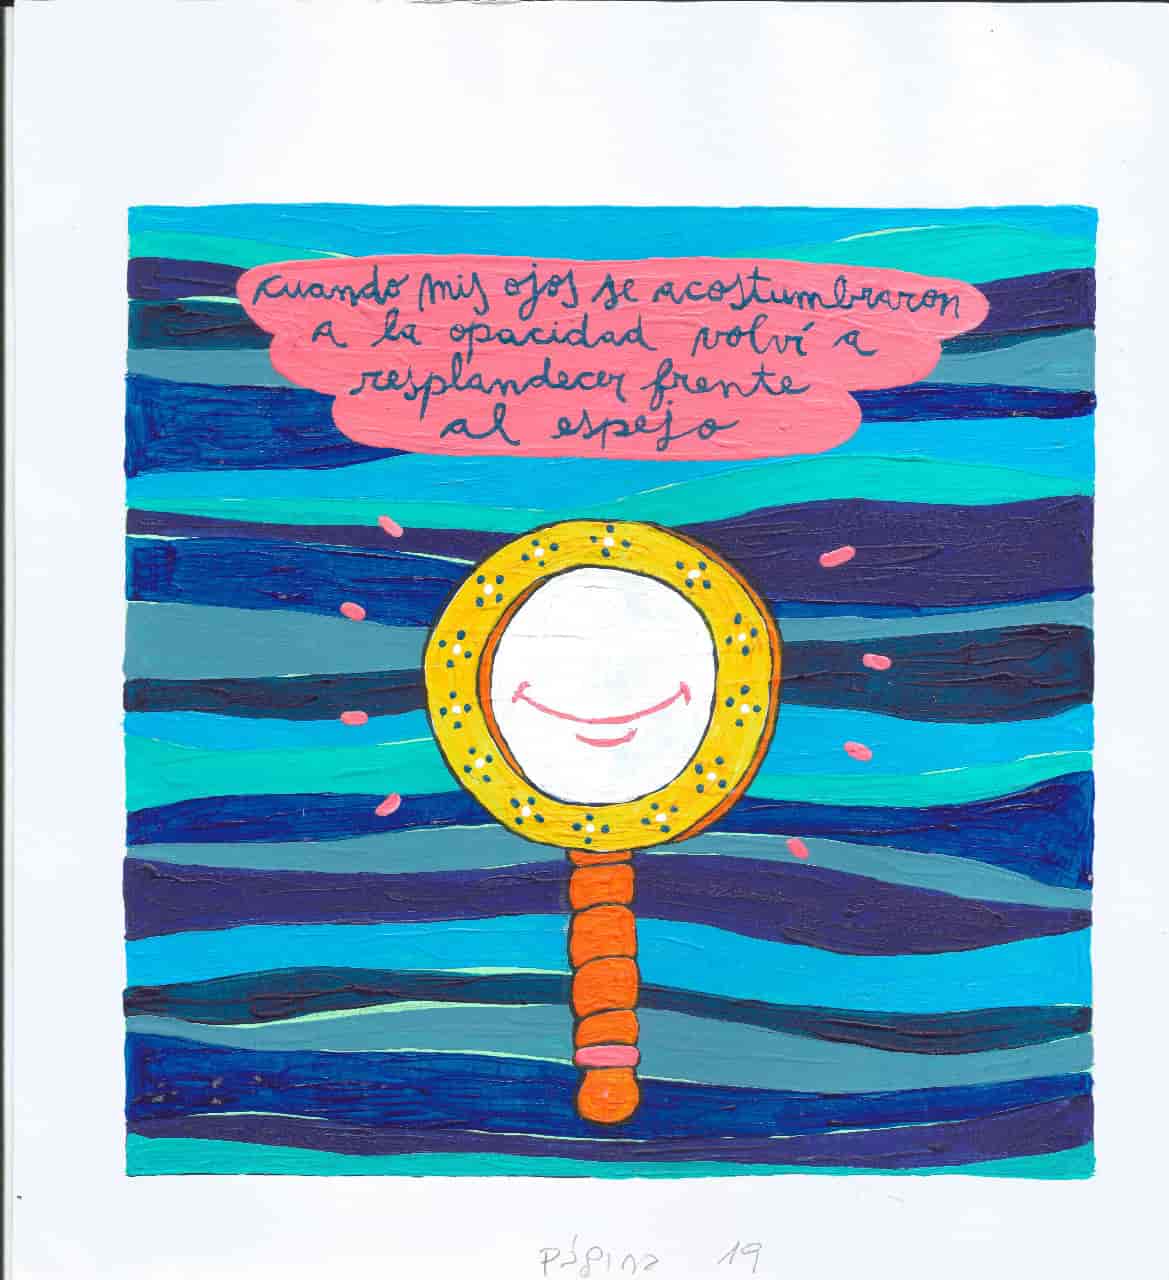 cuando mis ojos se acostumbraron
a la opacidad volví a
resplandecer frente
al espejo
página 19